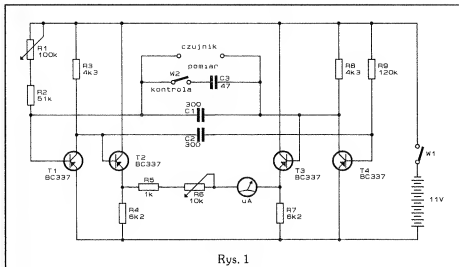 czujnik
pomiar
R1
100k
R3
4k3
W2
C3
47
kontrola
R8
4k3
R9
120k
R2
51k
300
C1
C2
300
W1
T1
BC337
T2
BC337
T3
BC337
T4
BC337
R5
1k
R6
10k
uA
R4
6k2
R7
6k2
11V
Rys. 1